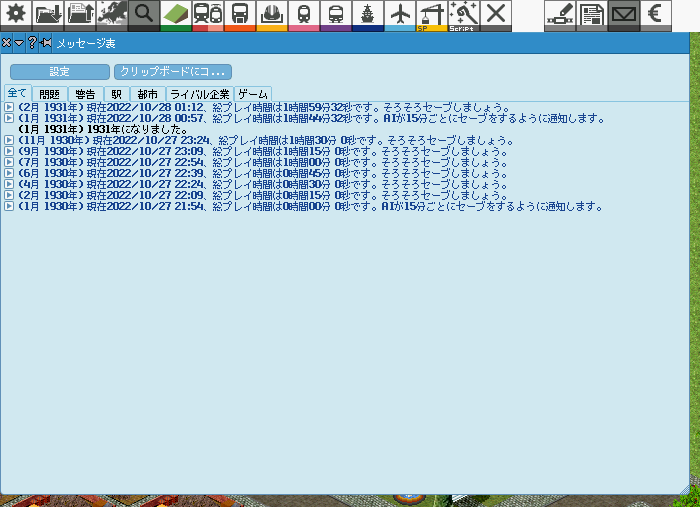 SP
Script
メッセージ表
設定
クリップボードにコ...
全て 問題 警告 駅 都市 ライバル企業 ゲーム
(2月 1931年) 現在2022/10/28 01:12、総プレイ時間は1時間59分32秒です。そろそろセーブしましょう。
(1月 1931年) 現在2022/10/28 00:57、総プレイ時間は1時間44分32秒です。AIが15分ごとにセーブをするように通知します。
(1月 1931年) 1931年になりました。
(11月 1930年) 現在2022/10/27 23:24、総プレイ時間は1時間30分 0秒です。そろそろセーブしましょう。
(9月 1930年) 現在2022/10/27 23:09、総プレイ時間は1時間15分 0秒です。そろそろセーブしましょう。
(7月 1930年) 現在2022/10/27 22:54、総プレイ時間は1時間00分 0秒です。そろそろセーブしましょう。
(6月 1930年) 現在2022/10/27 22:39、総プレイ時間は0時間45分 0秒です。そろそろセーブしましょう。
(4月 1930年) 現在2022/10/27 22:24、総プレイ時間は0時間30分 0秒です。そろそろセーブしましょう。
(2月 1930年) 現在2022/10/27 22:09、総プレイ時間は0時間15分 0秒です。そろそろセーブしましょう。
(1月 1930年) 現在2022/10/27 21:54、総プレイ時間は0時間00分 0秒です。AIが15分ごとにセーブをするように通知します。